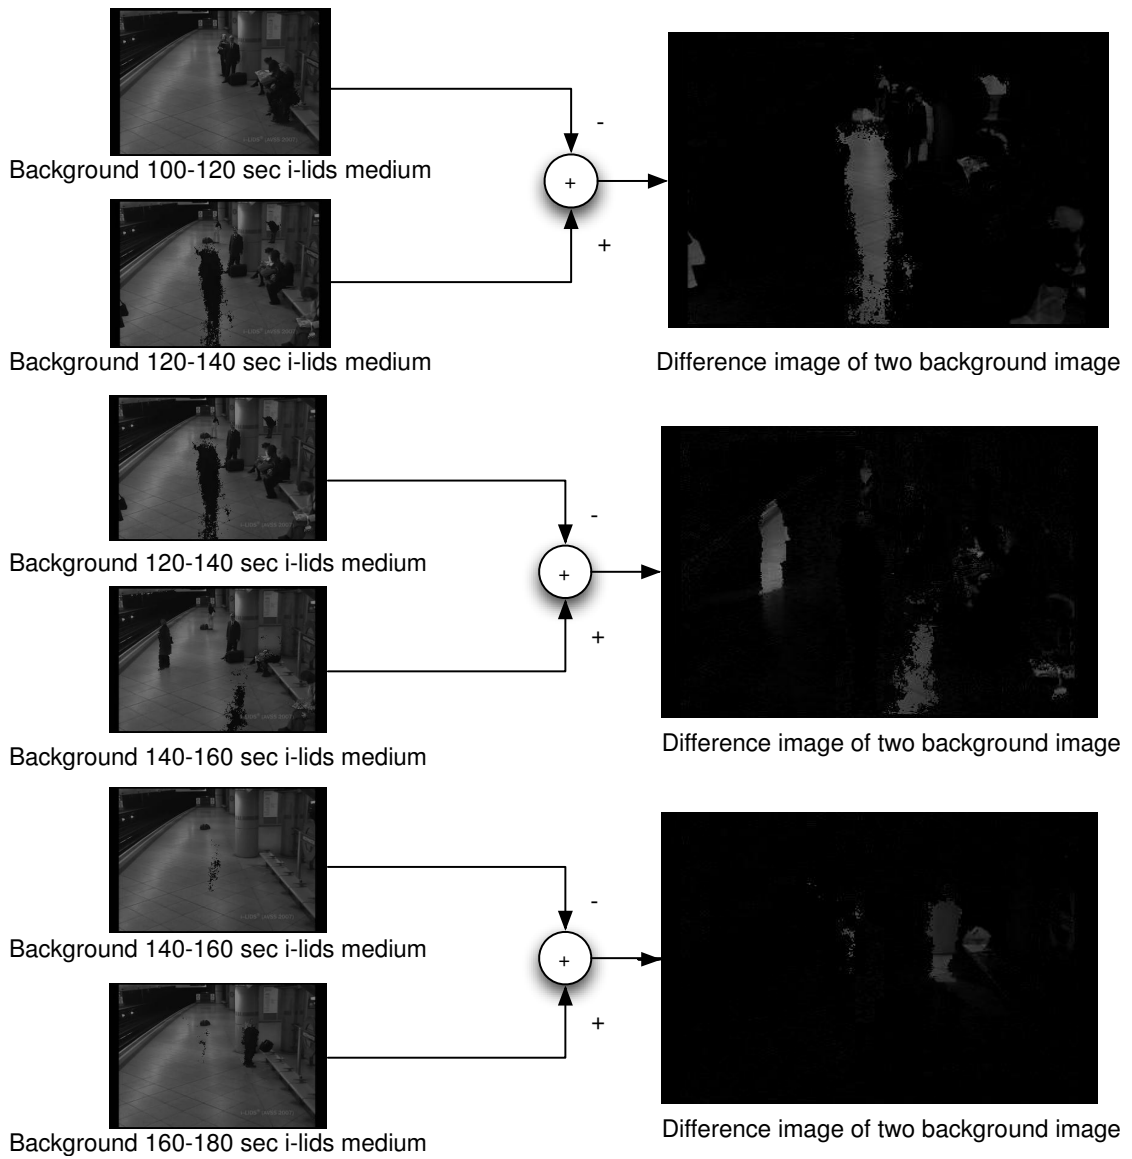 Background 100-120 sec i-lids medium
-
+
+
Background 120-140 sec i-lids medium
Difference image of two background image
Background 120-140 sec i-lids medium
-
+
+
Background 140-160 sec i-lids medium
Difference image of two background image
Background 140-160 sec i-lids medium
-
+
+
Background 160-180 sec i-lids medium
Difference image of two background image